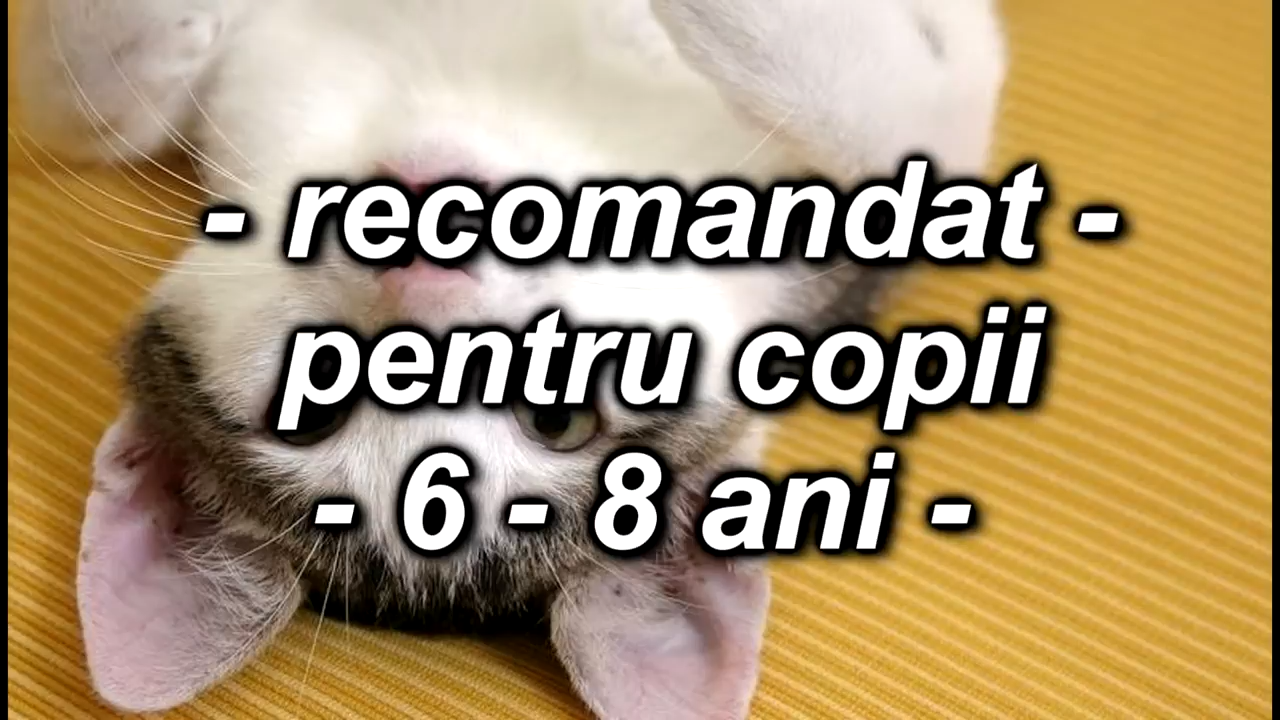 - recomandat -
pentru copii
- 6 - 8 ani -